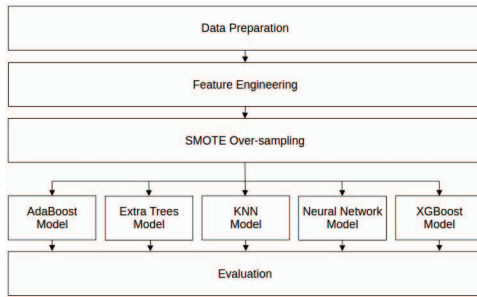 Data Preparation
Feature Engineering
SMOTE Over-sampling
AdaBoost
Model
Extra Trees
Model
KNN
Model
Neural Network
Model
XGBoost
Model
Evaluation